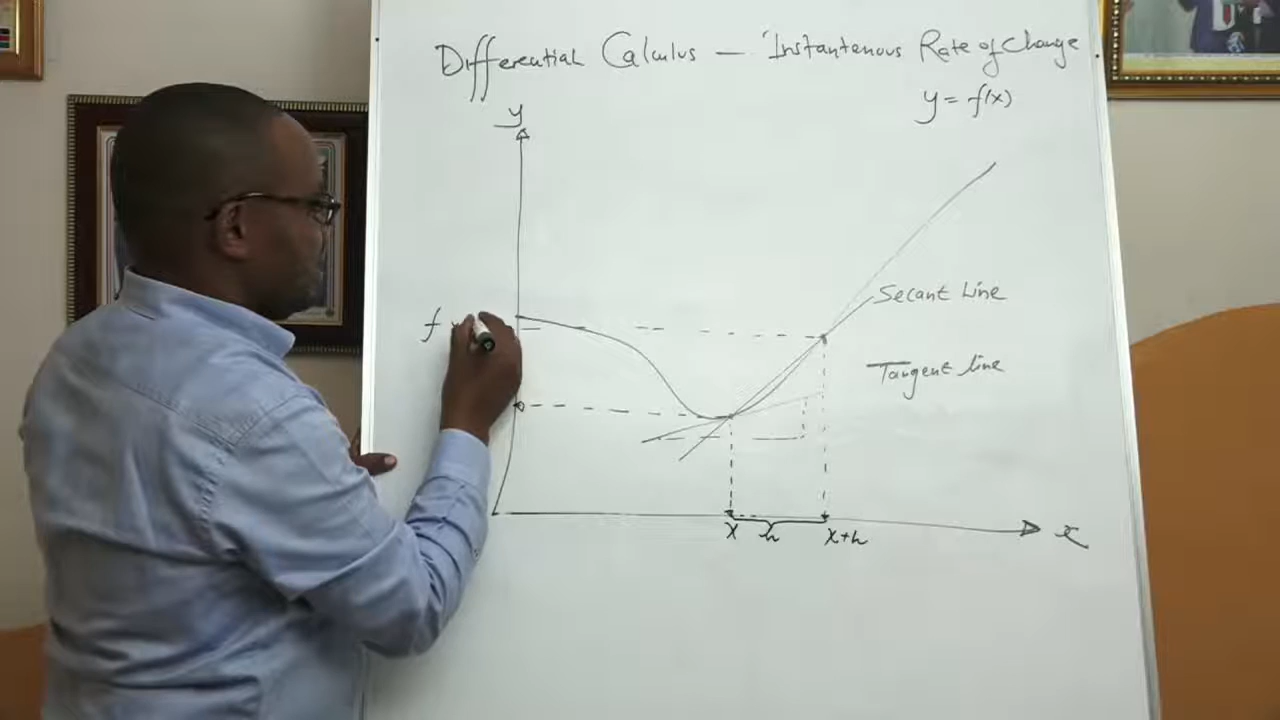 Differential Calculus — Instantenous Rate of Change
y = f(x)
y
Secant Line
f
Tangent line
x h x+h
x